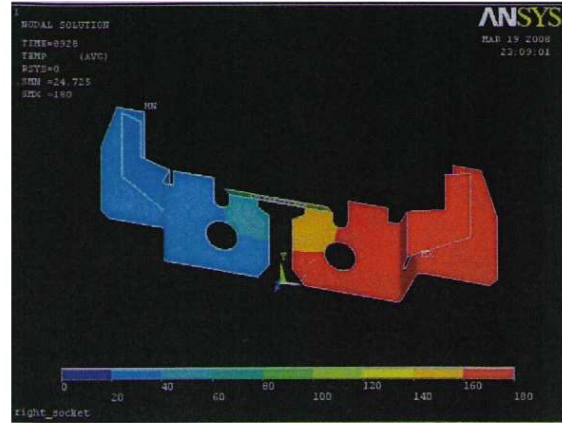 1
NODAL SOLUTION
TIME=8928
TEMP (AVG)
RSYS=0
SMN =24.725
SMX =180
ANSYS
MAR 19 2008
23:09:01
MN
MX
Y
0 20 40 60 80 100 120 140 160 180
right_socket